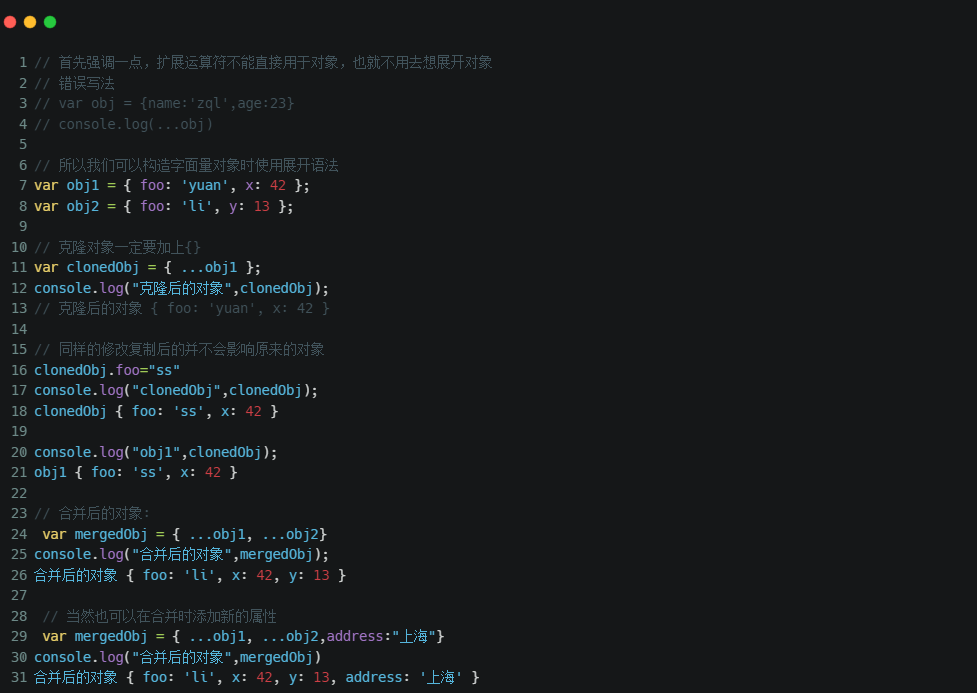 1 // 首先强调一点，扩展运算符不能直接用于对象，也就不用去想展开对象
2 // 错误写法
3 // var obj = {name:'zql',age:23}
4 // console.log(...obj)
5
6 // 所以我们可以构造字面量对象时使用展开语法
7 var obj1 = { foo: 'yuan', x: 42 };
8 var obj2 = { foo: 'li', y: 13 };
9
10 // 克隆对象一定要加上{}
11 var clonedObj = { ...obj1 };
12 console.log("克隆后的对象",clonedObj);
13 // 克隆后的对象 { foo: 'yuan', x: 42 }
14
15 // 同样的修改复制后的并不会影响原来的对象
16 clonedObj.foo="ss"
17 console.log("clonedObj",clonedObj);
18 clonedObj { foo: 'ss', x: 42 }
19
20 console.log("obj1",clonedObj);
21 obj1 { foo: 'ss', x: 42 }
22
23 // 合并后的对象:
24  var mergedObj = { ...obj1, ...obj2}
25 console.log("合并后的对象",mergedObj);
26 合并后的对象 { foo: 'li', x: 42, y: 13 }
27
28  // 当然也可以在合并时添加新的属性
29  var mergedObj = { ...obj1, ...obj2,address:"上海"}
30 console.log("合并后的对象",mergedObj)
31 合并后的对象 { foo: 'li', x: 42, y: 13, address: '上海' }